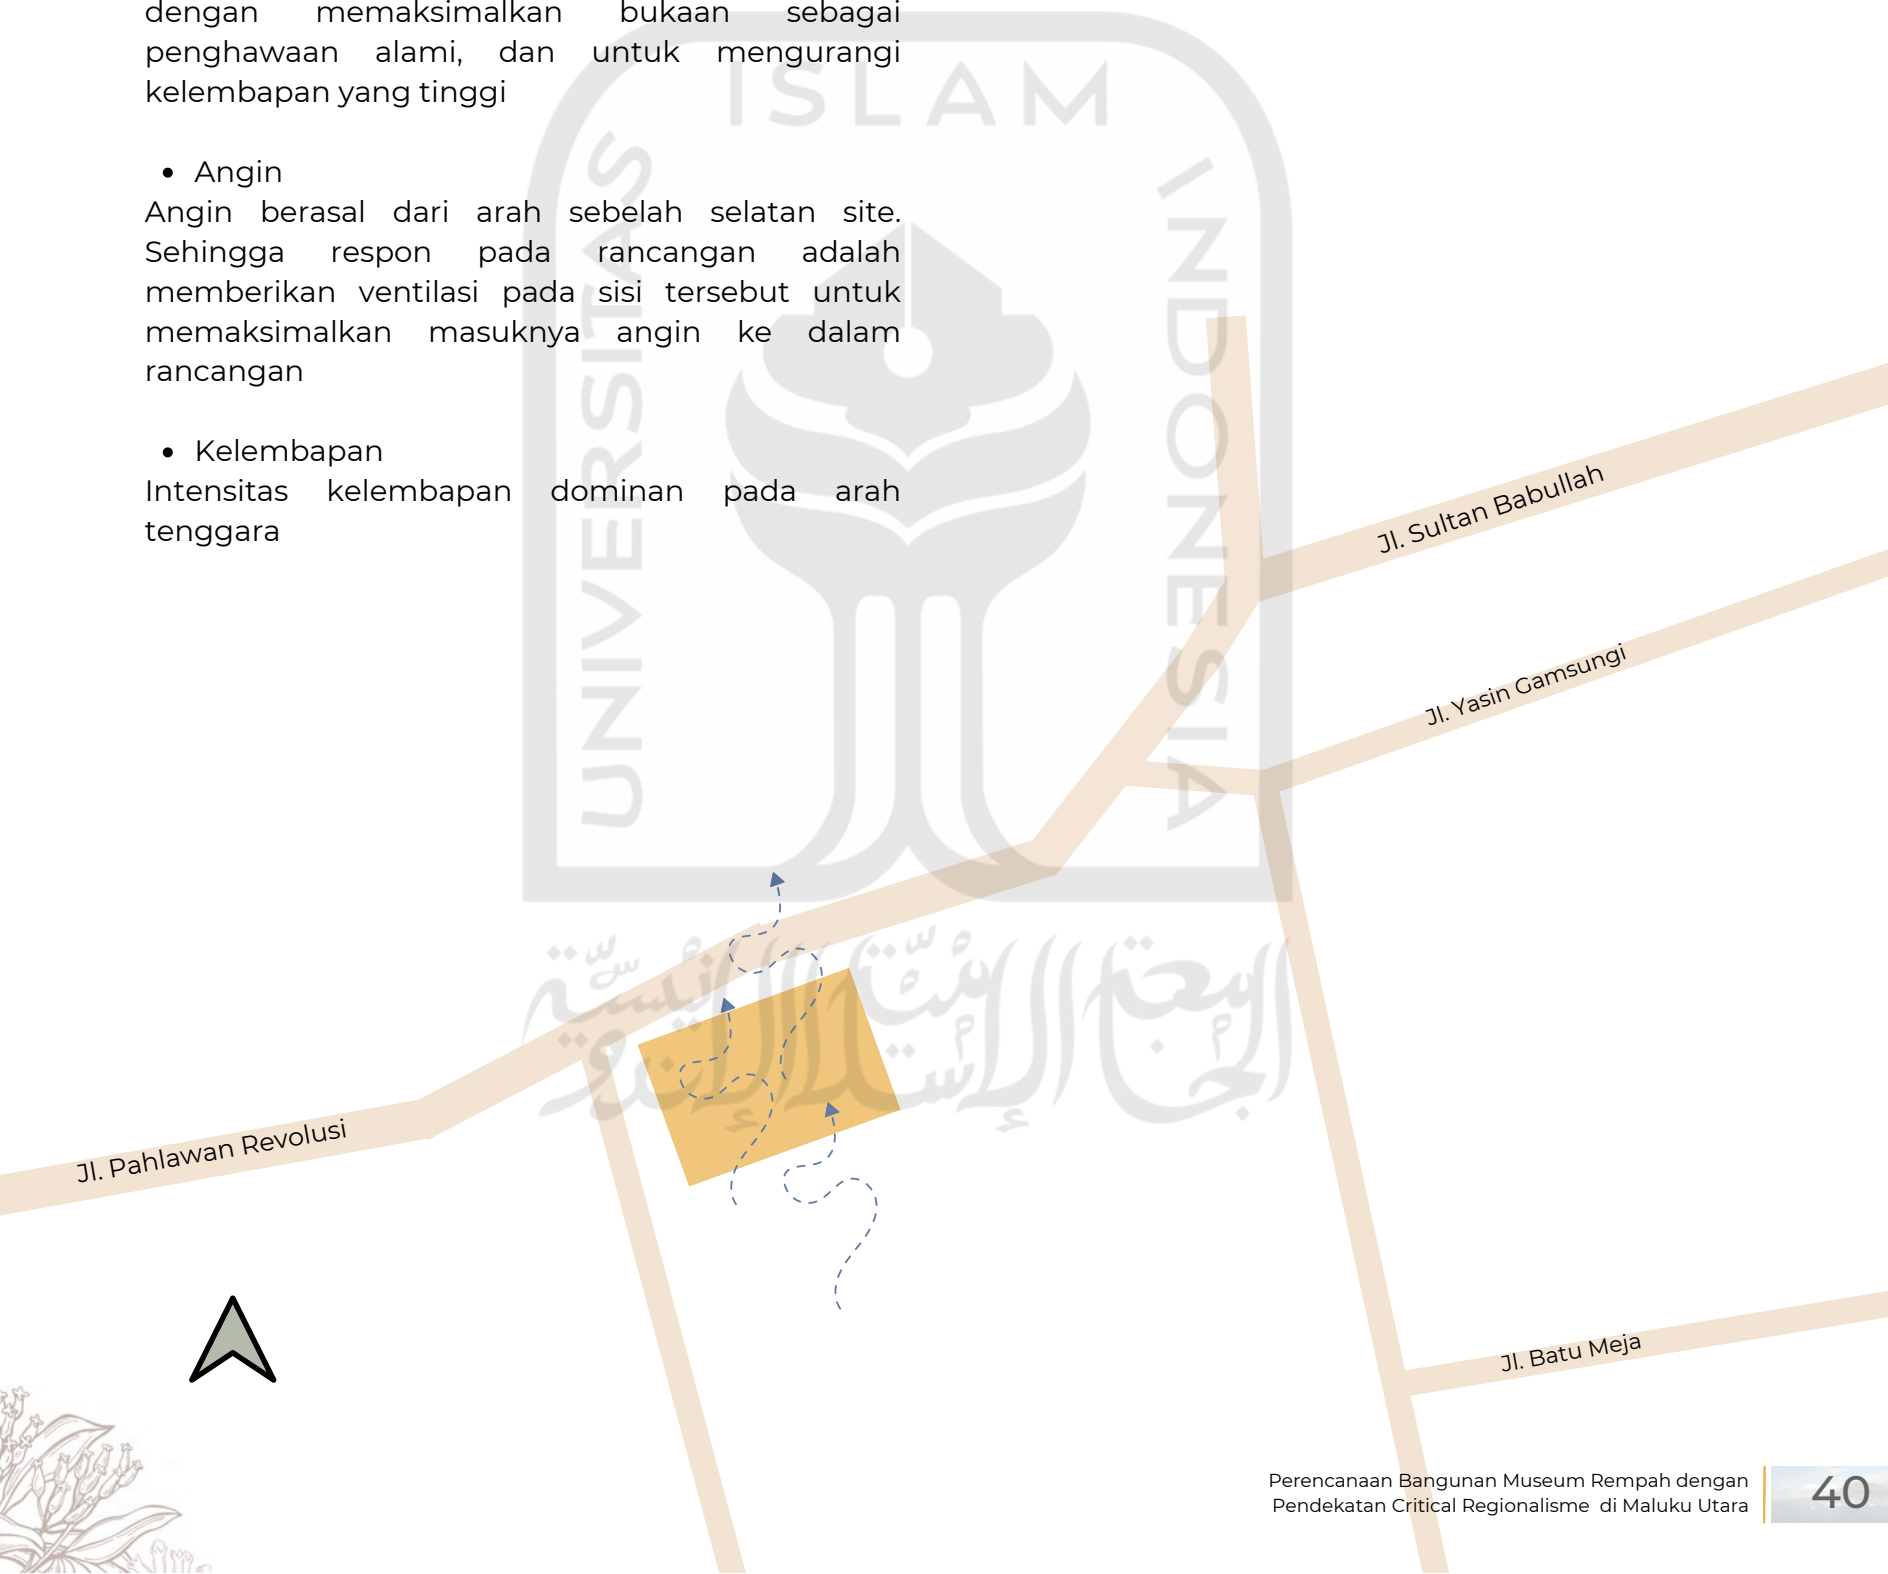 dengan memaksimalkan bukaan sebagai
penghawaan alami, dan untuk mengurangi
kelembapan yang tinggi
• Angin
Angin berasal dari arah sebelah selatan site.
Sehingga respon pada rancangan adalah
memberikan ventilasi pada sisi tersebut untuk
memaksimalkan masuknya angin ke dalam
rancangan
• Kelembapan
Intensitas kelembapan dominan pada arah
tenggara
ISLAM
UNIVERSITAS
INDONESIA
Jl. Sultan Babullah
Jl. Yasin Gamsungi
Jl. Pahlawan Revolusi
Jl. Batu Meja
Perencanaan Bangunan Museum Rempah dengan
Pendekatan Critical Regionalisme di Maluku Utara
40